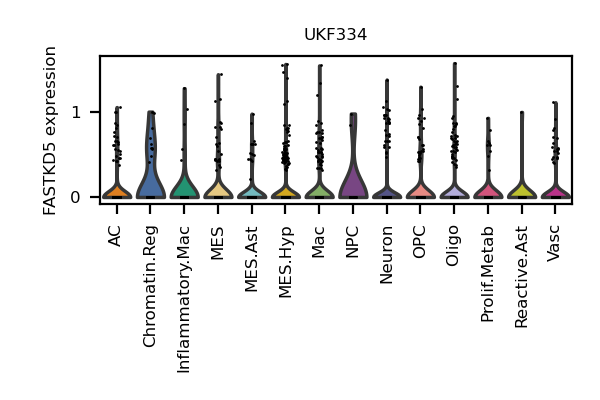 UKF334
FASTKD5 expression
1
0
AC
Chromatin.Reg
Inflammatory.Mac
MES
MES.Ast
MES.Hyp
Mac
NPC
Neuron
OPC
Oligo
Prolif.Metab
Reactive.Ast
Vasc